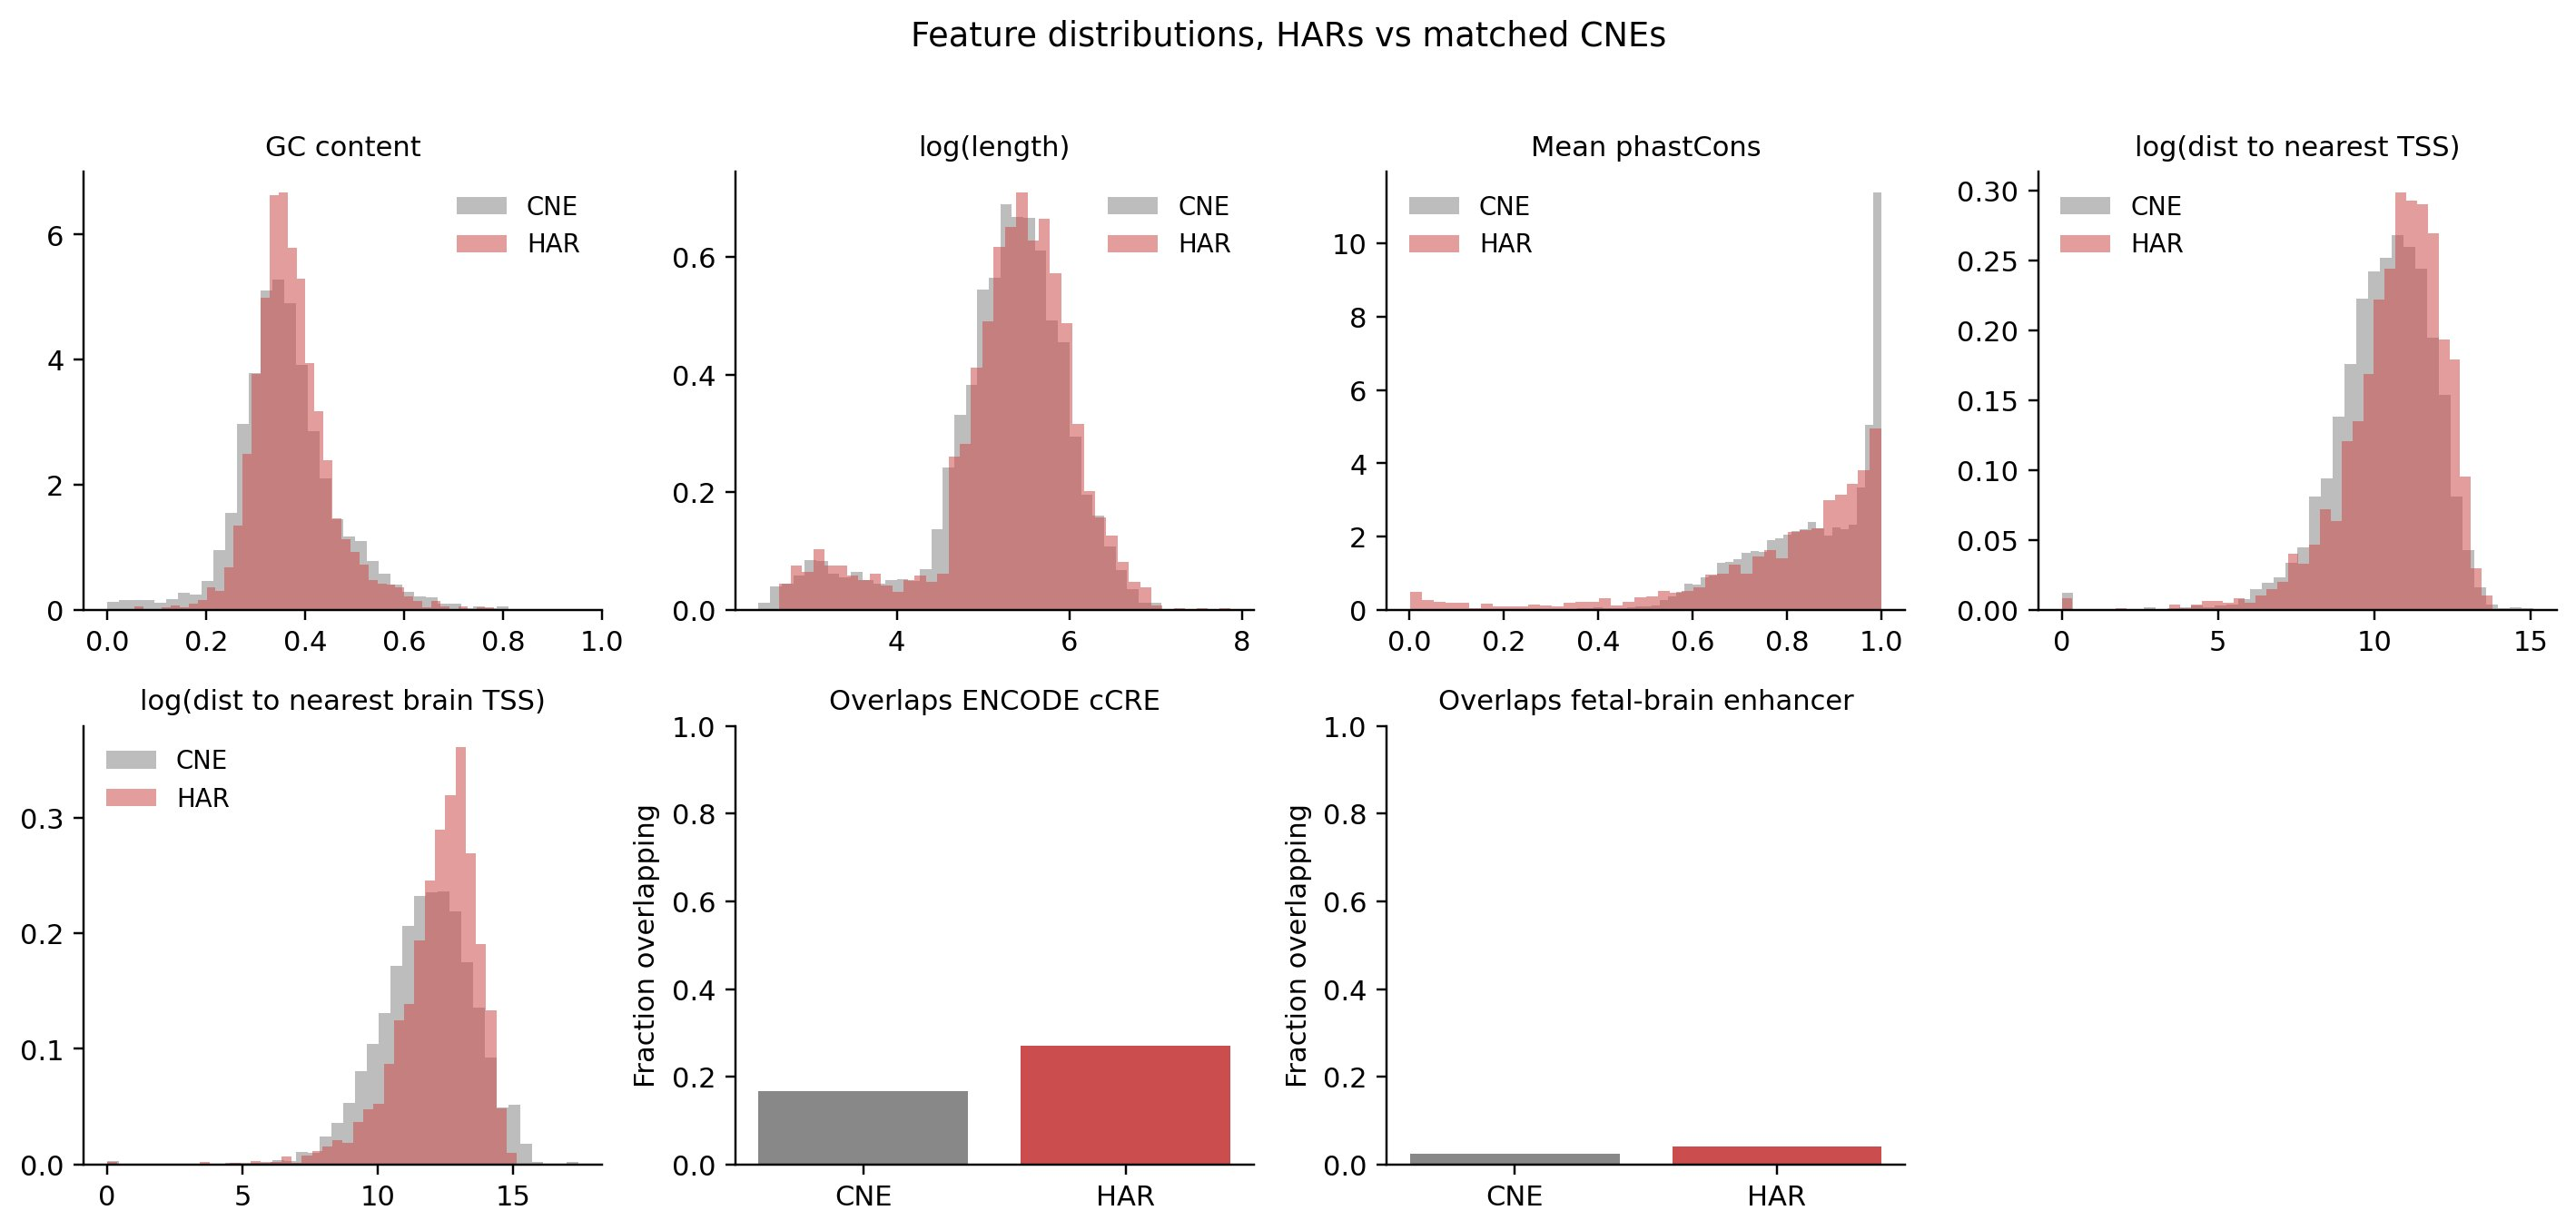 Feature distributions, HARs vs matched CNEs
GC content
CNE
HAR
6
4
2
0
0.0 0.2 0.4 0.6 0.8 1.0
log(length)
CNE
HAR
0.6
0.4
0.2
0.0
4 6 8
Mean phastCons
CNE
HAR
10
8
6
4
2
0
0.0 0.2 0.4 0.6 0.8 1.0
log(dist to nearest TSS)
CNE
HAR
0.30
0.25
0.20
0.15
0.10
0.05
0.00
0 5 10 15
log(dist to nearest brain TSS)
CNE
HAR
0.3
0.2
0.1
0.0
0 5 10 15
Overlaps ENCODE cCRE
Fraction overlapping
1.0
0.8
0.6
0.4
0.2
0.0
CNE HAR
Overlaps fetal-brain enhancer
Fraction overlapping
1.0
0.8
0.6
0.4
0.2
0.0
CNE HAR